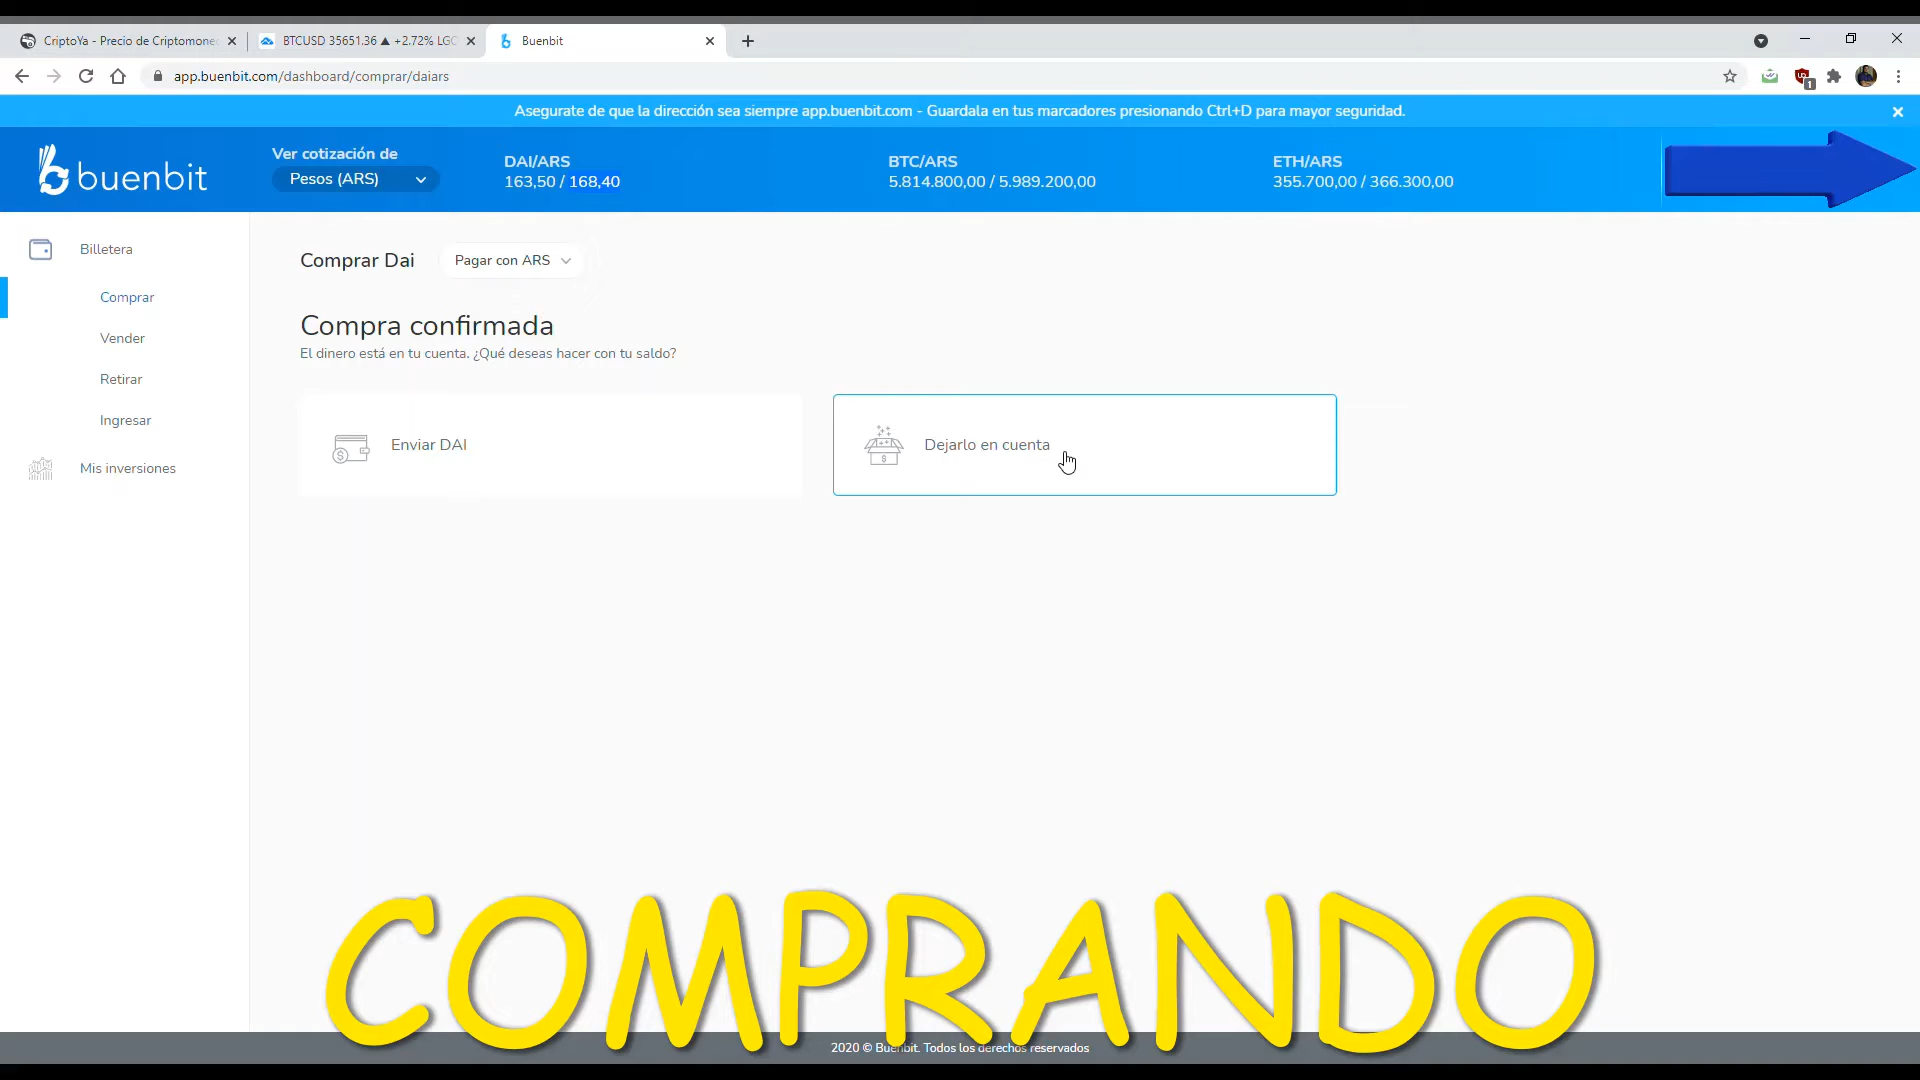 CriptoYa - Precio de Criptomone
BTCUSD 35651.36 ▲ +2.72% LGC
Buenbit
app.buenbit.com/dashboard/comprar/daiars
1
Asegurate de que la dirección sea siempre app.buenbit.com - Guardala en tus marcadores presionando Ctrl+D para mayor seguridad.
buenbit
Ver cotización de
Pesos (ARS)
DAI/ARS
163,50 / 168,40
BTC/ARS
5.814.800,00 / 5.989.200,00
ETH/ARS
355.700,00 / 366.300,00
Billetera
Comprar
Vender
Retirar
Ingresar
Mis inversiones
Comprar Dai
Pagar con ARS
Compra confirmada
El dinero está en tu cuenta. ¿Qué deseas hacer con tu saldo?
Enviar DAI
Dejarlo en cuenta
COMPRANDO
2020 © Buenbit. Todos los derechos reservados